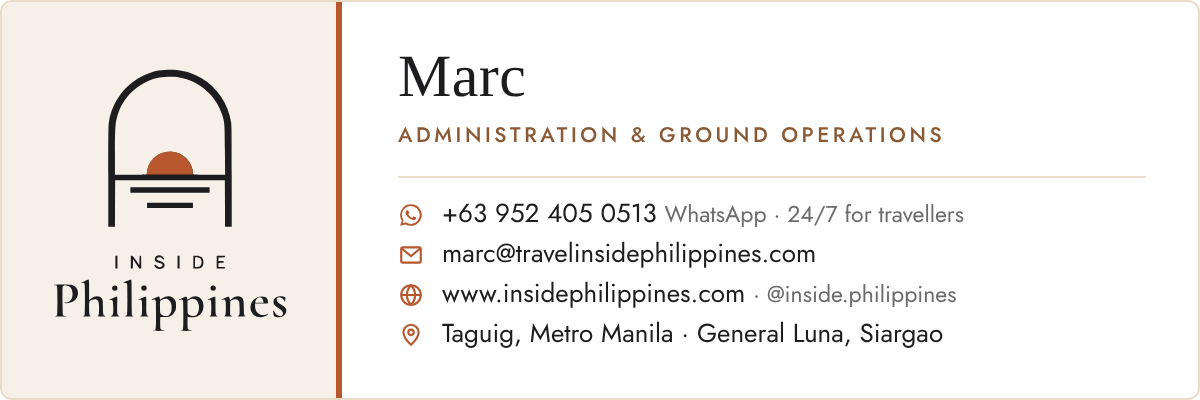 INSIDE
Philippines
Marc
ADMINISTRATION & GROUND OPERATIONS
+63 952 405 0513 WhatsApp · 24/7 for travellers
marc@travelinsidephilippines.com
www.insidephilippines.com · @inside.philippines
Taguig, Metro Manila · General Luna, Siargao